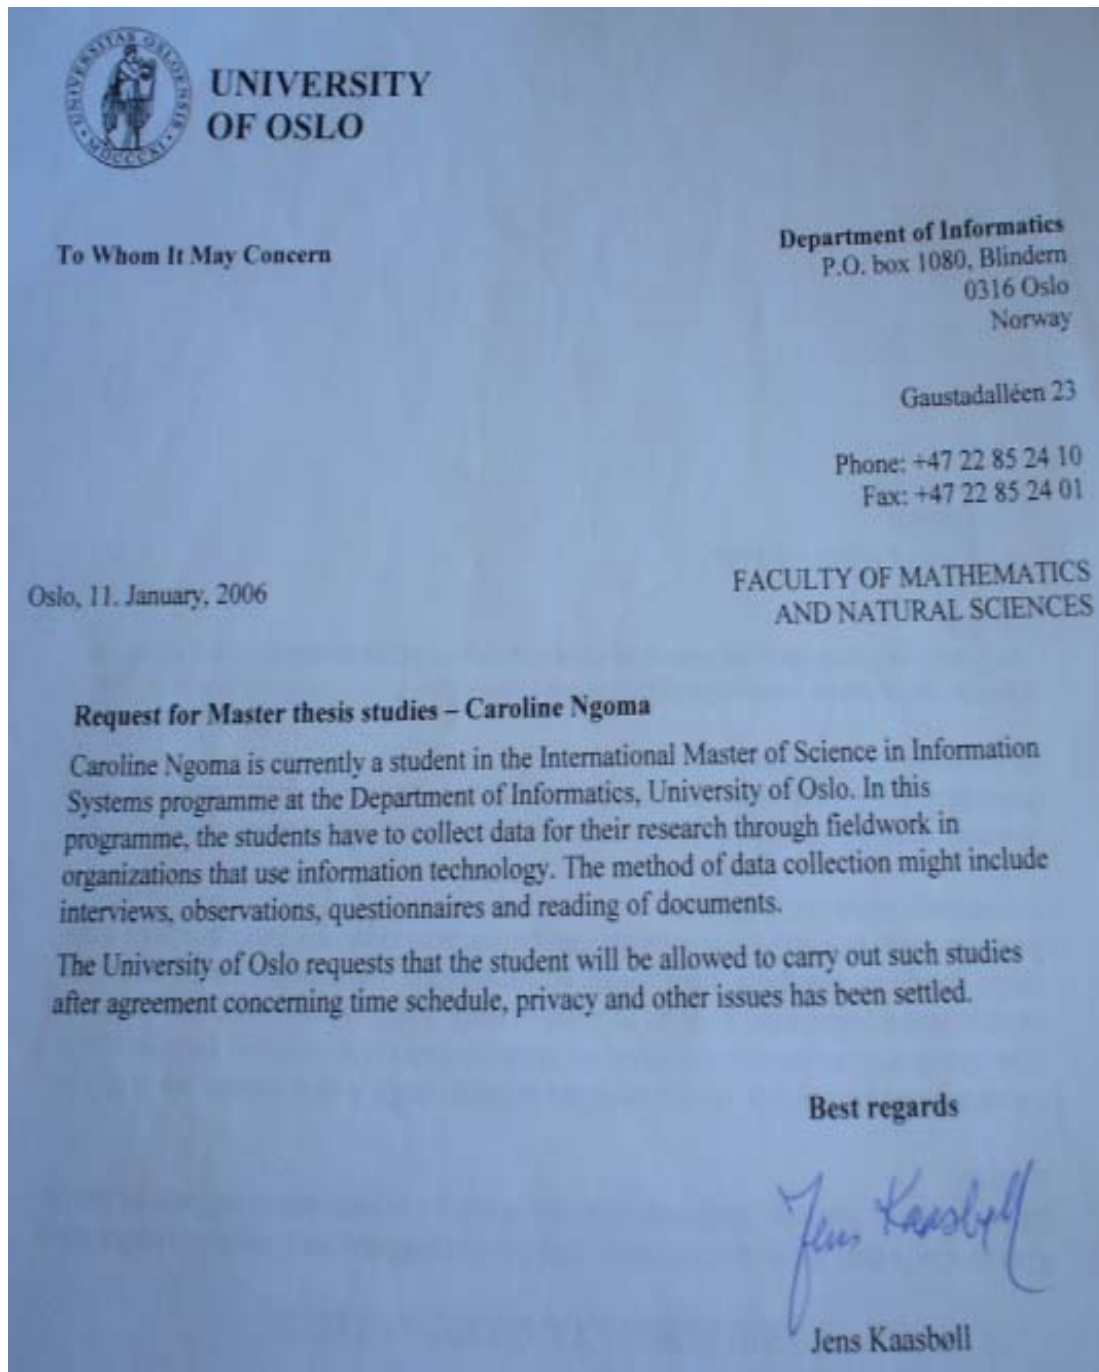 UNIVERSITAS OSLOENSIS
MDCCCXI
UNIVERSITY
OF OSLO
To Whom It May Concern
Department of Informatics
P.O. box 1080, Blindern
0316 Oslo
Norway
Gaustadalléen 23
Phone: +47 22 85 24 10
Fax: +47 22 85 24 01
Oslo, 11. January, 2006
FACULTY OF MATHEMATICS
AND NATURAL SCIENCES
Request for Master thesis studies – Caroline Ngoma
Caroline Ngoma is currently a student in the International Master of Science in Information
Systems programme at the Department of Informatics, University of Oslo. In this
programme, the students have to collect data for their research through fieldwork in
organizations that use information technology. The method of data collection might include
interviews, observations, questionnaires and reading of documents.
The University of Oslo requests that the student will be allowed to carry out such studies
after agreement concerning time schedule, privacy and other issues has been settled.
Best regards
Jens Kaasbøll
Jens Kaasbøll